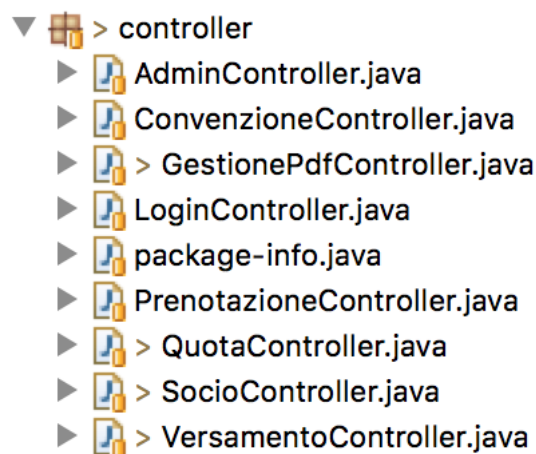 > controller
AdminController.java
ConvenzioneController.java
> GestionePdfController.java
LoginController.java
package-info.java
PrenotazioneController.java
> QuotaController.java
> SocioController.java
> VersamentoController.java